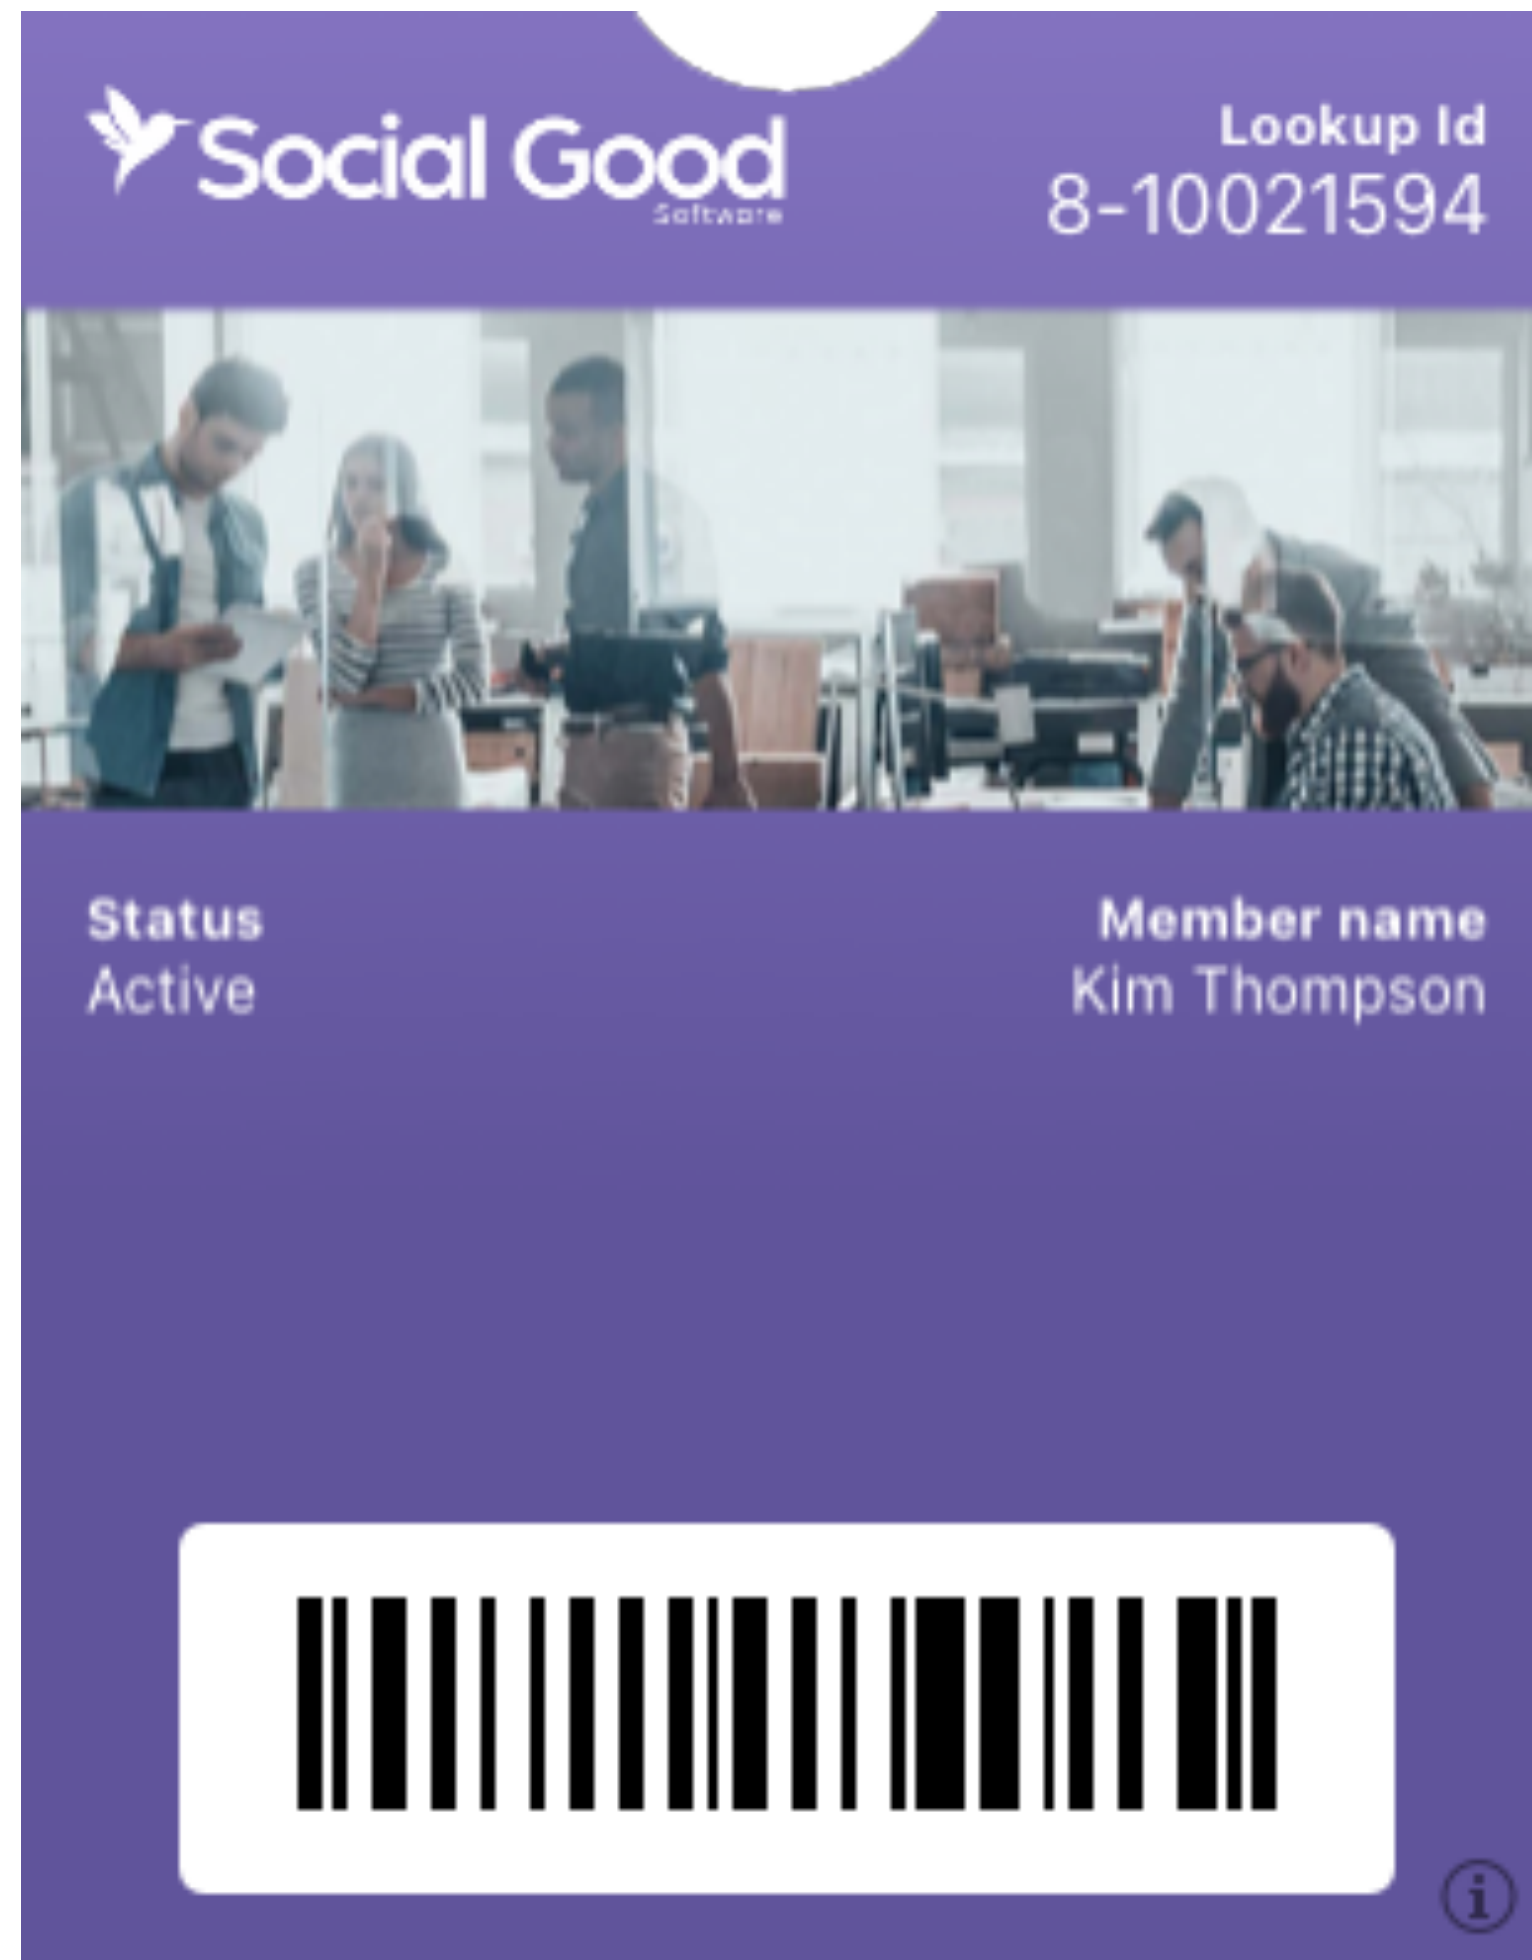 Social Good
Software
Lookup Id
8-10021594
Status
Active
Member name
Kim Thompson
i